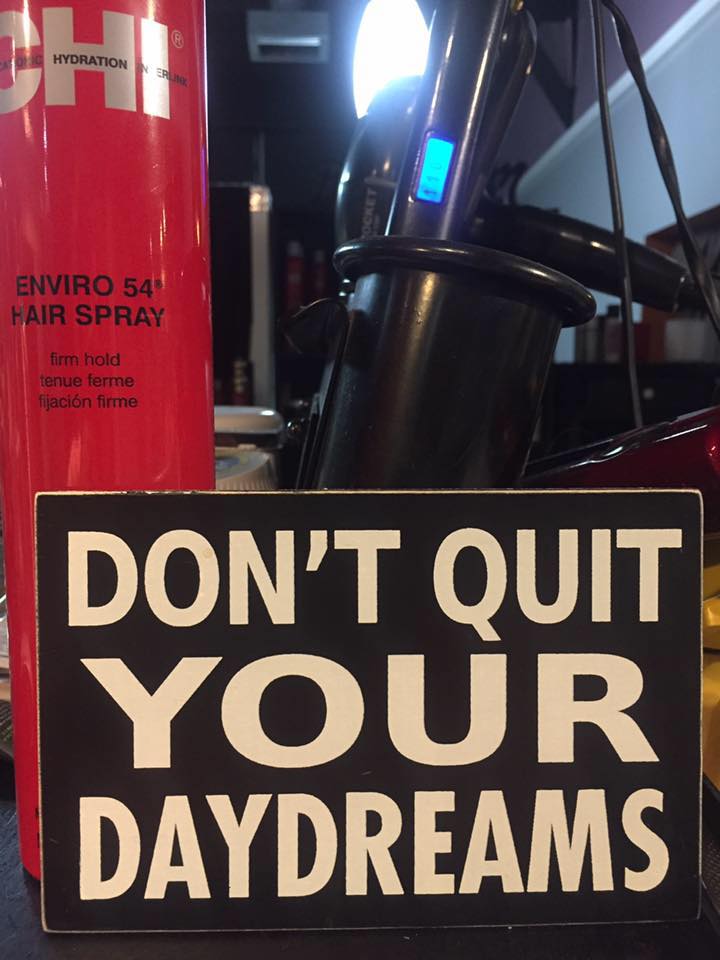 CHI®
HYDRATION
ENVIRO 54®
HAIR SPRAY
firm hold
tenue ferme
fijación firme
DON'T QUIT
YOUR
DAYDREAMS